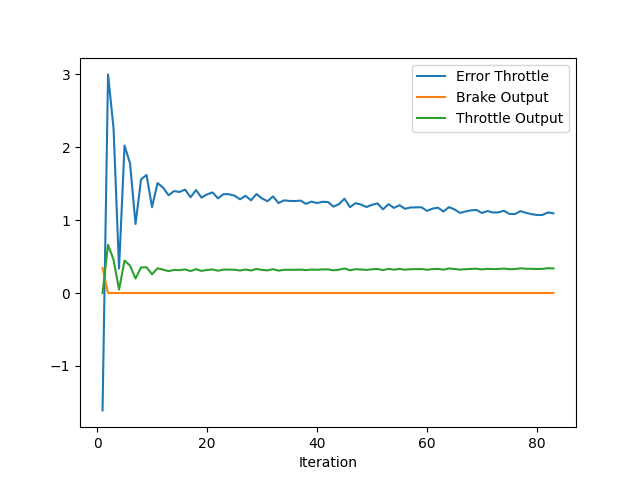 3
2
1
0
−1
0 20 40 60 80
Iteration
Error Throttle
Brake Output
Throttle Output